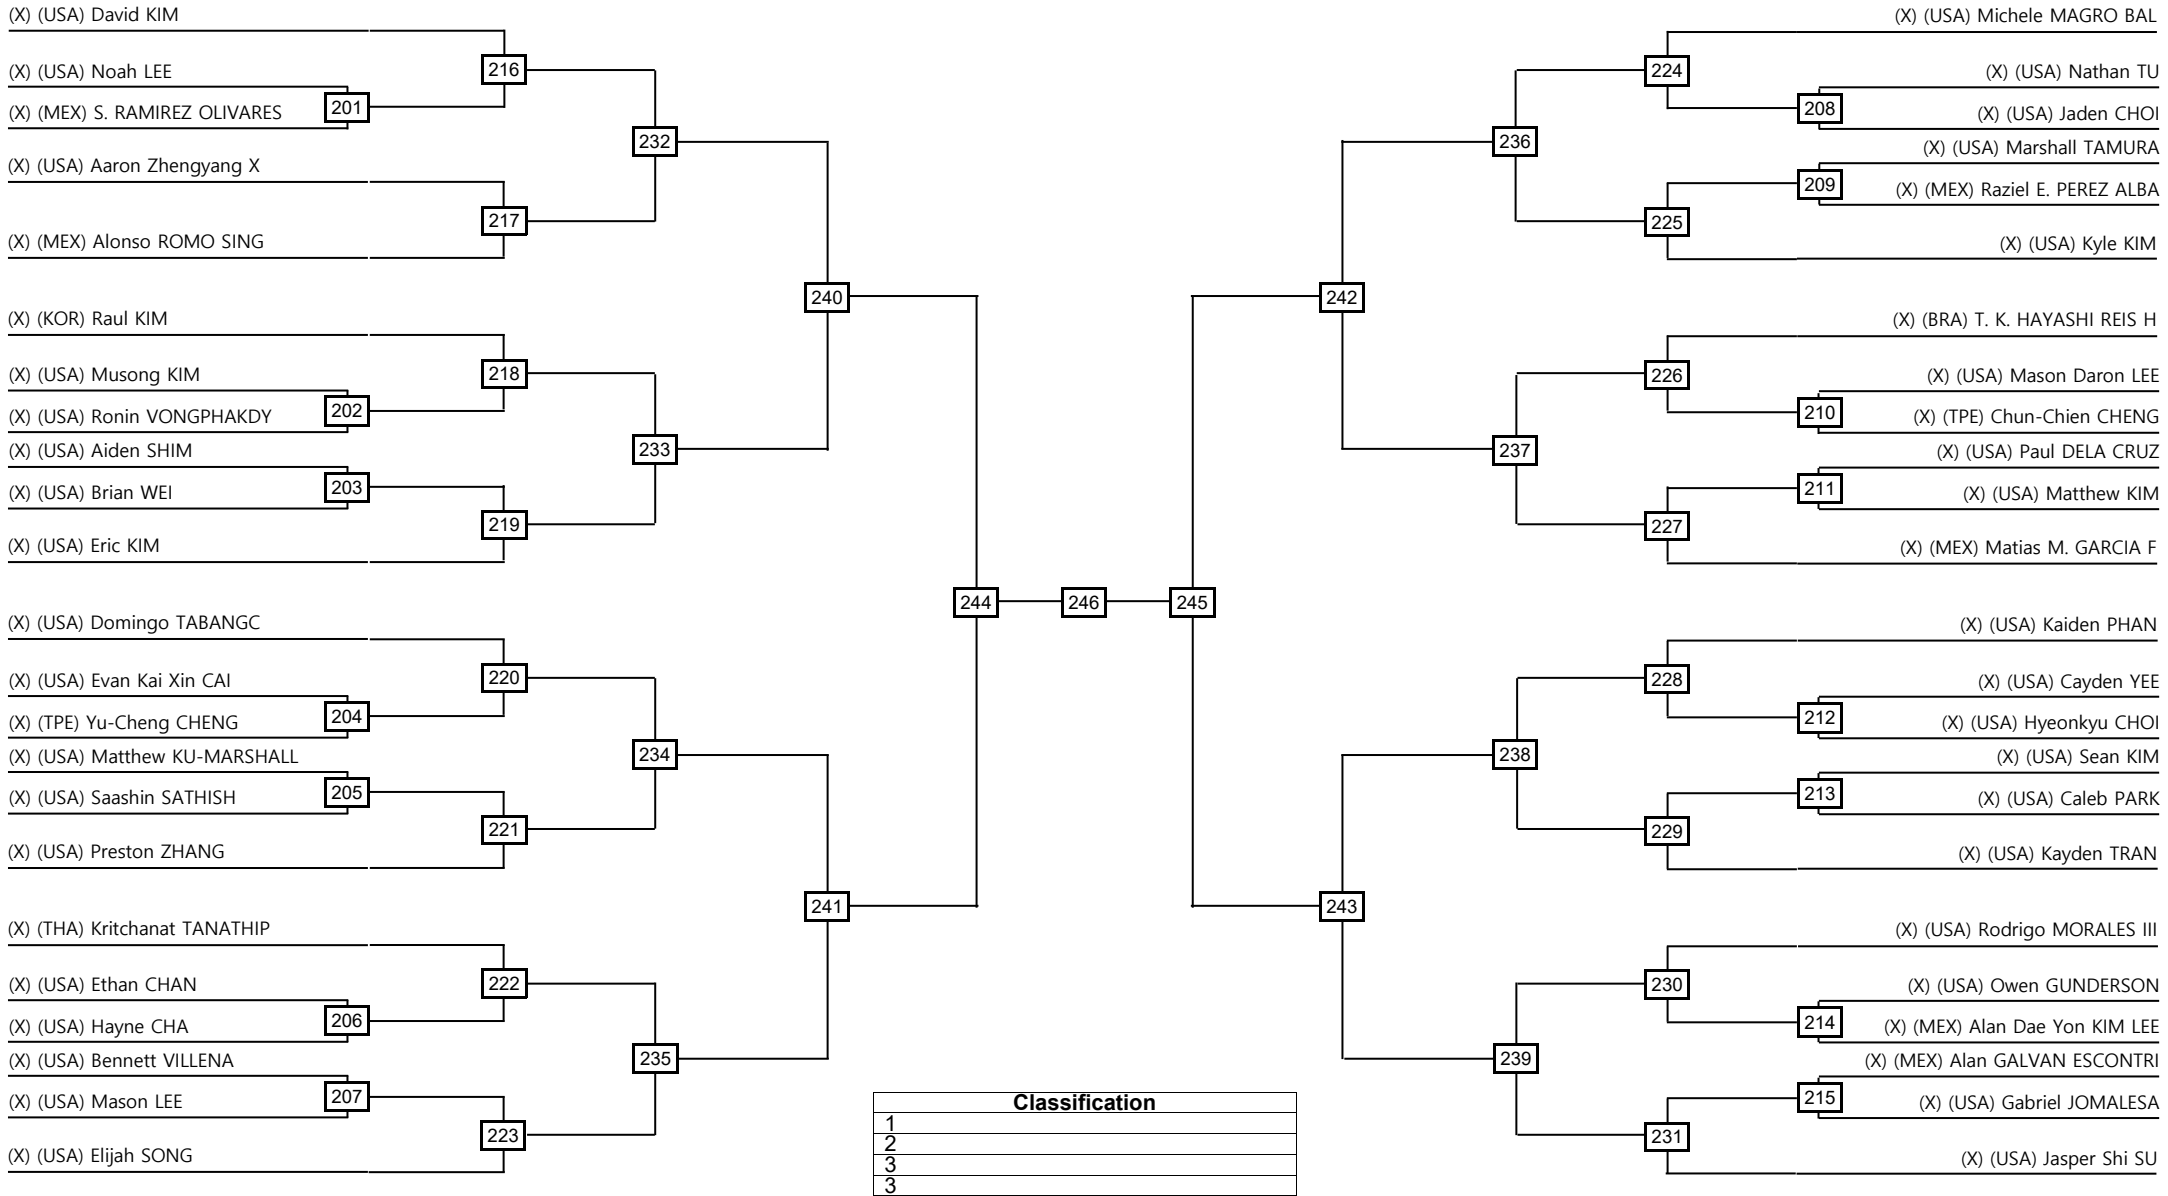 (X) (USA) David KIM
(X) (USA) Noah LEE
(X) (MEX) S. RAMIREZ OLIVARES
(X) (USA) Aaron Zhengyang X
(X) (MEX) Alonso ROMO SING
(X) (KOR) Raul KIM
(X) (USA) Musong KIM
(X) (USA) Ronin VONGPHAKDY
(X) (USA) Aiden SHIM
(X) (USA) Brian WEI
(X) (USA) Eric KIM
(X) (USA) Domingo TABANGC
(X) (USA) Evan Kai Xin CAI
(X) (TPE) Yu-Cheng CHENG
(X) (USA) Matthew KU-MARSHALL
(X) (USA) Saashin SATHISH
(X) (USA) Preston ZHANG
(X) (THA) Kritchanat TANATHIP
(X) (USA) Ethan CHAN
(X) (USA) Hayne CHA
(X) (USA) Bennett VILLENA
(X) (USA) Mason LEE
(X) (USA) Elijah SONG
201
202
203
204
205
206
207
216
217
218
219
220
221
222
223
232
233
234
235
240
241
244
246
245
242
243
236
237
238
239
224
225
226
227
228
229
230
231
208
209
210
211
212
213
214
215
(X) (USA) Michele MAGRO BAL
(X) (USA) Nathan TU
(X) (USA) Jaden CHOI
(X) (USA) Marshall TAMURA
(X) (MEX) Raziel E. PEREZ ALBA
(X) (USA) Kyle KIM
(X) (BRA) T. K. HAYASHI REIS H
(X) (USA) Mason Daron LEE
(X) (TPE) Chun-Chien CHENG
(X) (USA) Paul DELA CRUZ
(X) (USA) Matthew KIM
(X) (MEX) Matias M. GARCIA F
(X) (USA) Kaiden PHAN
(X) (USA) Cayden YEE
(X) (USA) Hyeonkyu CHOI
(X) (USA) Sean KIM
(X) (USA) Caleb PARK
(X) (USA) Kayden TRAN
(X) (USA) Rodrigo MORALES III
(X) (USA) Owen GUNDERSON
(X) (MEX) Alan Dae Yon KIM LEE
(X) (MEX) Alan GALVAN ESCONTRI
(X) (USA) Gabriel JOMALESA
(X) (USA) Jasper Shi SU
Classification
1
2
3
3